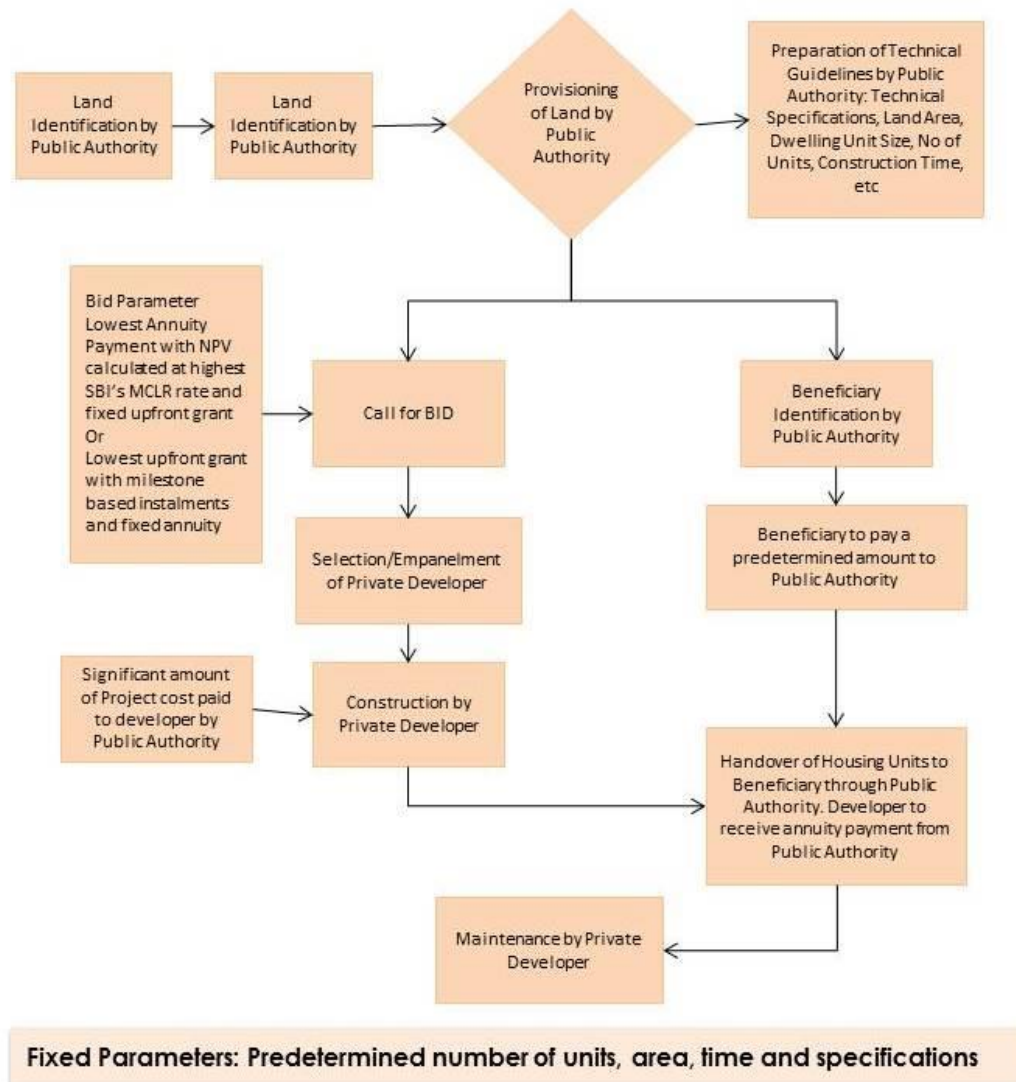 Land
Identification by
Public Authority
Land
Identification by
Public Authority
Provisioning
of Land by
Public
Authority
Preparation of Technical
Guidelines by Public
Authority: Technical
Specifications, Land Area,
Dwelling Unit Size, No of
Units, Construction Time,
etc
Bid Parameter
Lowest Annuity
Payment with NPV
calculated at highest
SBI's MCLR rate and
fixed upfront grant
Or
Lowest upfront grant
with milestone
based instalments
and fixed annuity
Call for BID
Beneficiary
Identification by
Public Authority
Selection/Empanelment
of Private Developer
Beneficiary to pay a
predetermined amount to
Public Authority
Significant amount
of Project cost paid
to developer by
Public Authority
Construction by
Private Developer
Handover of Housing Units to
Beneficiary through Public
Authority. Developer to
receive annuity payment from
Public Authority
Maintenance by Private
Developer
Fixed Parameters: Predetermined number of units, area, time and specifications